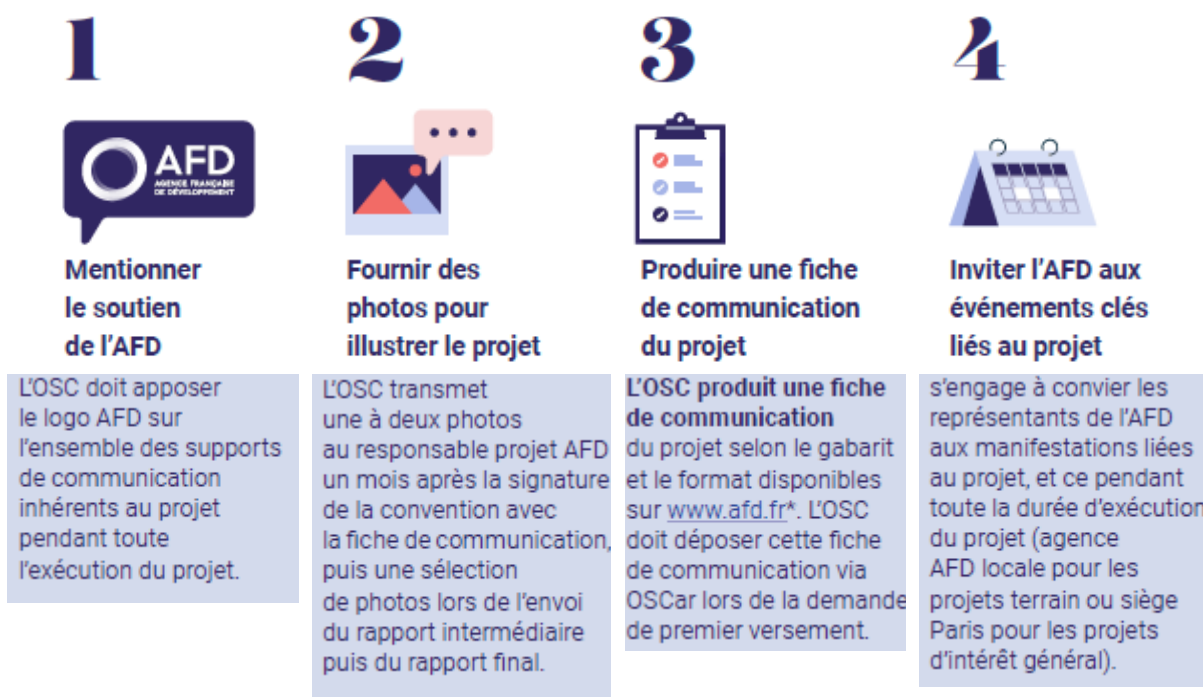 1
AFD
AGENCE FRANÇAISE
DE DÉVELOPPEMENT
Mentionner
le soutien
de l'AFD
L'OSC doit apposer
le logo AFD sur
l'ensemble des supports
de communication
inhérents au projet
pendant toute
l'exécution du projet.
2
Fournir des
photos pour
illustrer le projet
L'OSC transmet
une à deux photos
au responsable projet AFD
un mois après la signature
de la convention avec
la fiche de communication,
puis une sélection
de photos lors de l'envoi
du rapport intermédiaire
puis du rapport final.
3
Produire une fiche
de communication
du projet
L'OSC produit une fiche
de communication
du projet selon le gabarit
et le format disponibles
sur www.afd.fr*. L'OSC
doit déposer cette fiche
de communication via
OSCar lors de la demande
de premier versement.
4
Inviter l'AFD aux
événements clés
liés au projet
s'engage à convier les
représentants de l'AFD
aux manifestations liées
au projet, et ce pendant
toute la durée d'exécution
du projet (agence
AFD locale pour les
projets terrain ou siège
Paris pour les projets
d'intérêt général).